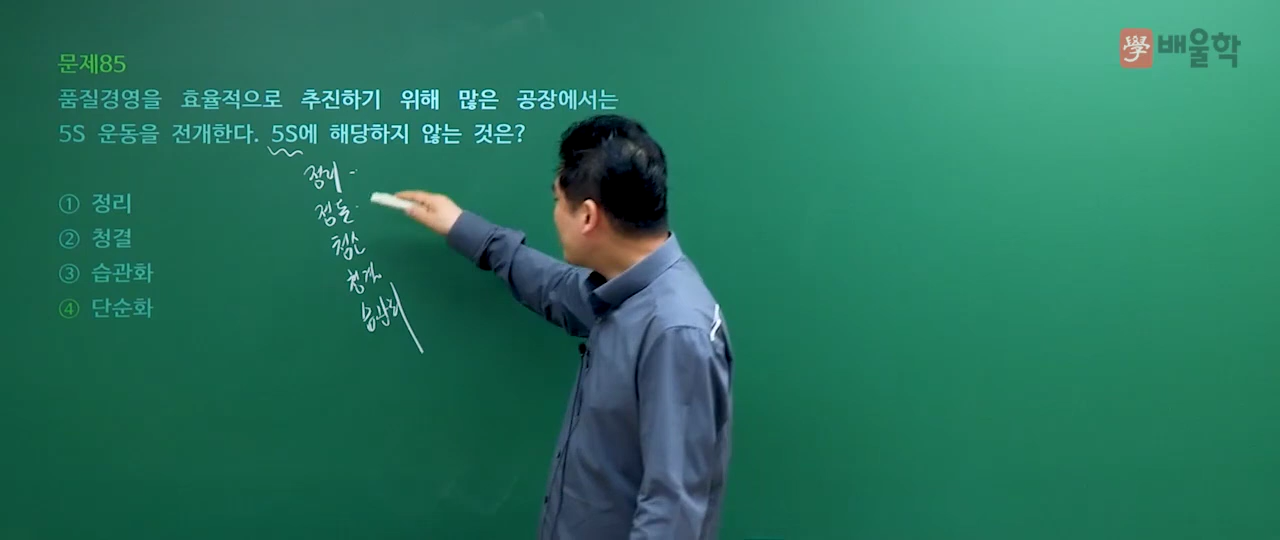 學 배울학
문제85
품질경영을 효율적으로 추진하기 위해 많은 공장에서는
5S 운동을 전개한다. 5S에 해당하지 않는 것은?
정리
정돈
청소
청결
습관화
① 정리
② 청결
③ 습관화
④ 단순화